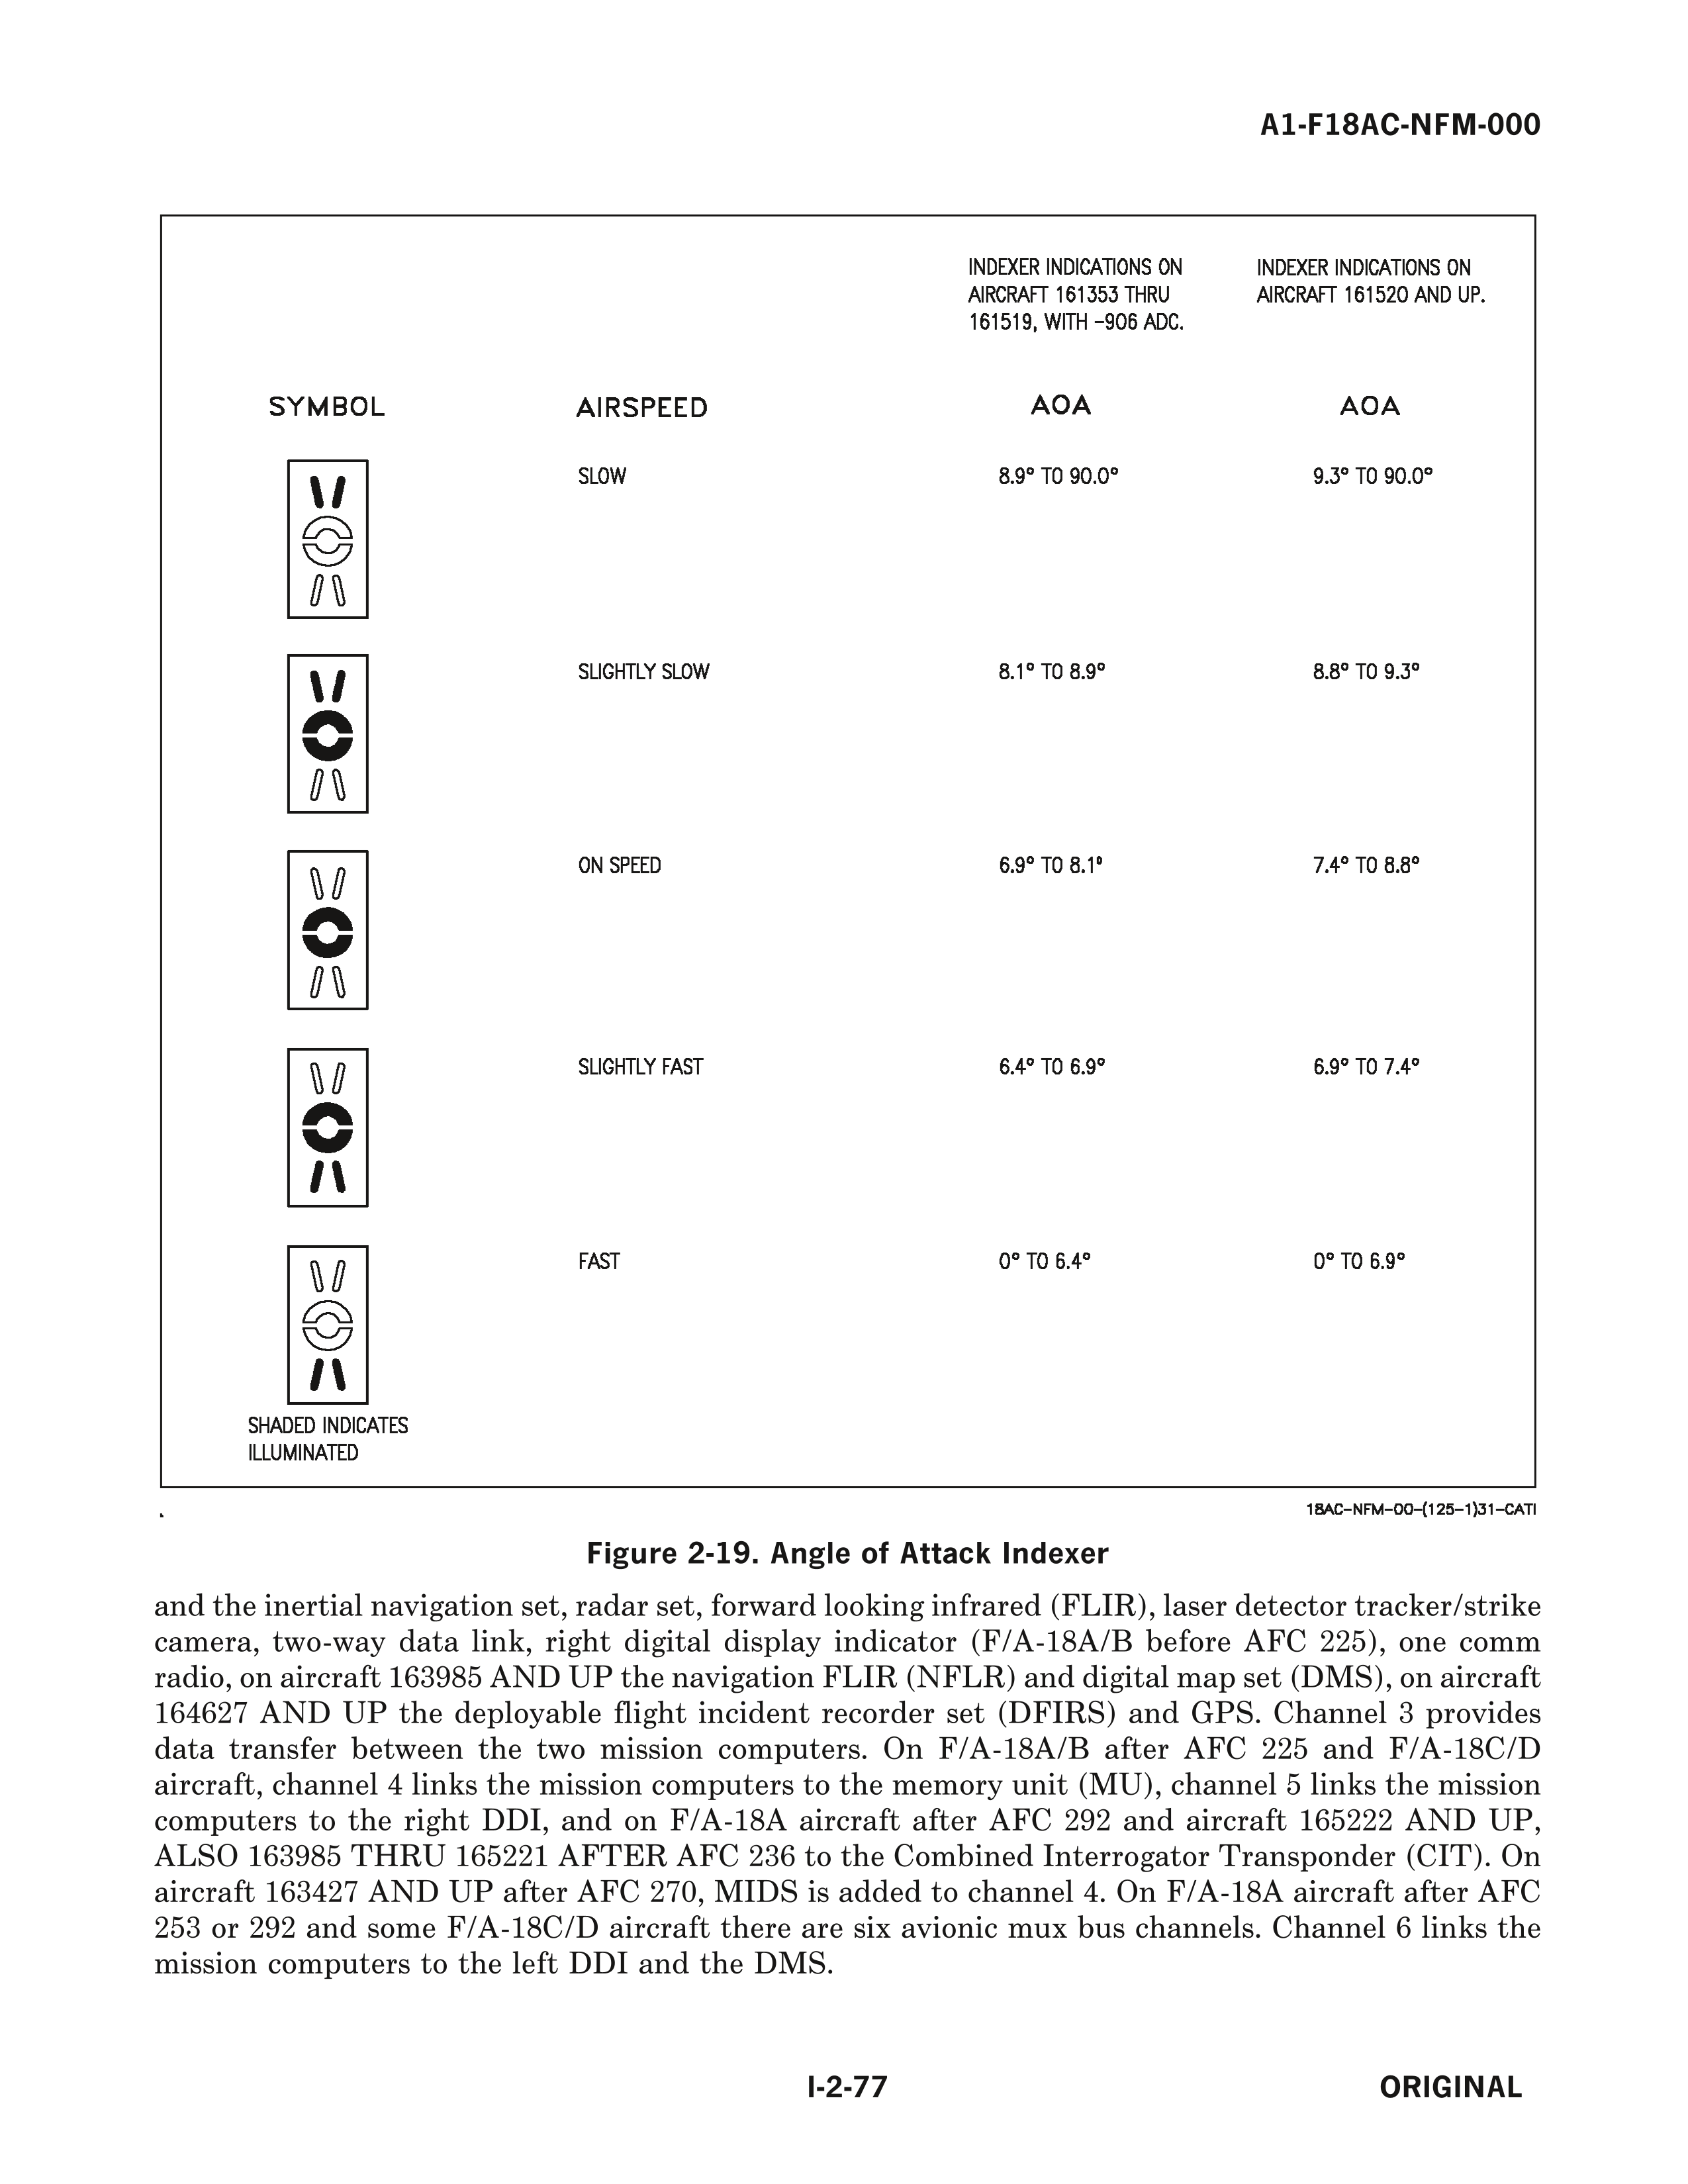 A1-F18AC-NFM-000
INDEXER INDICATIONS ON
AIRCRAFT 161353 THRU
161519, WITH -906 ADC.
INDEXER INDICATIONS ON
AIRCRAFT 161520 AND UP.
SYMBOL AIRSPEED AOA AOA
SLOW 8.9° TO 90.0° 9.3° TO 90.0°
SLIGHTLY SLOW 8.1° TO 8.9° 8.8° TO 9.3°
ON SPEED 6.9° TO 8.1° 7.4° TO 8.8°
SLIGHTLY FAST 6.4° TO 6.9° 6.9° TO 7.4°
FAST 0° TO 6.4° 0° TO 6.9°
SHADED INDICATES
ILLUMINATED
18AC-NFM-00-(125-1)31-CATI
Figure 2-19. Angle of Attack Indexer
and the inertial navigation set, radar set, forward looking infrared (FLIR), laser detector tracker/strike
camera, two-way data link, right digital display indicator (F/A-18A/B before AFC 225), one comm
radio, on aircraft 163985 AND UP the navigation FLIR (NFLR) and digital map set (DMS), on aircraft
164627 AND UP the deployable flight incident recorder set (DFIRS) and GPS. Channel 3 provides
data transfer between the two mission computers. On F/A-18A/B after AFC 225 and F/A-18C/D
aircraft, channel 4 links the mission computers to the memory unit (MU), channel 5 links the mission
computers to the right DDI, and on F/A-18A aircraft after AFC 292 and aircraft 165222 AND UP,
ALSO 163985 THRU 165221 AFTER AFC 236 to the Combined Interrogator Transponder (CIT). On
aircraft 163427 AND UP after AFC 270, MIDS is added to channel 4. On F/A-18A aircraft after AFC
253 or 292 and some F/A-18C/D aircraft there are six avionic mux bus channels. Channel 6 links the
mission computers to the left DDI and the DMS.
I-2-77
ORIGINAL